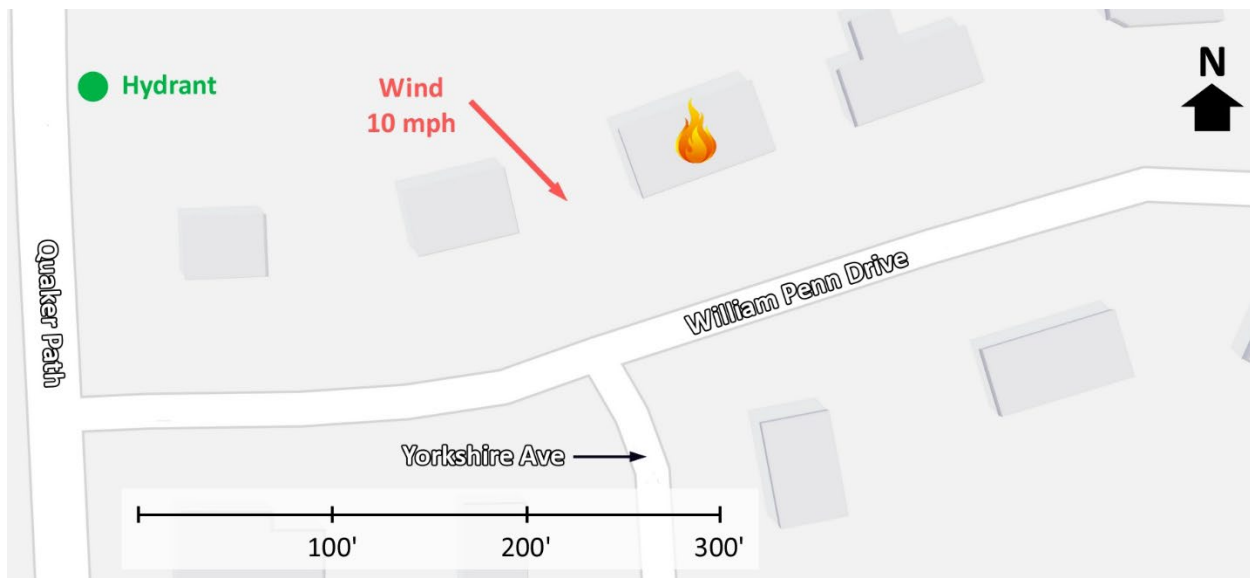 N
Hydrant
Wind
10 mph
Quaker Path
William Penn Drive
Yorkshire Ave
100'
200'
300'